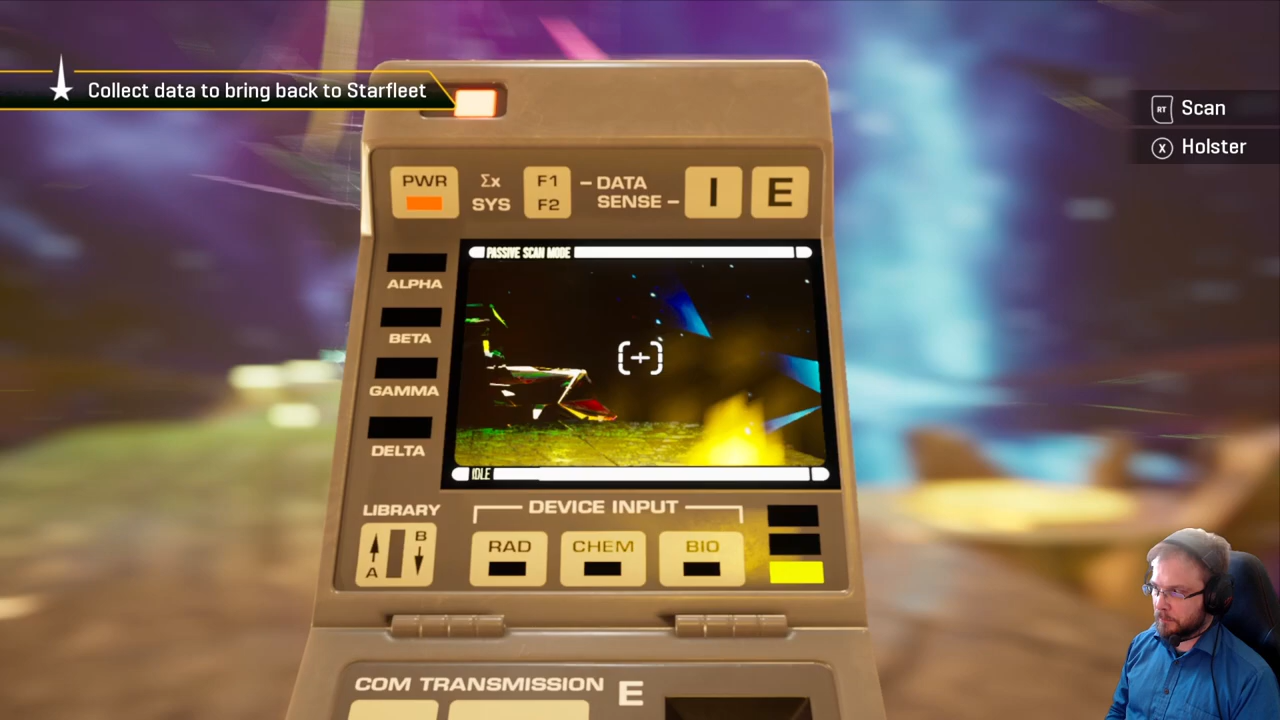 Collect data to bring back to Starfleet
RT Scan
X Holster
PWR
Σx
SYS
F1
F2
– DATA
SENSE –
I
E
PASSIVE SCAN MODE
ALPHA
BETA
GAMMA
DELTA
IDLE
LIBRARY
A
B
DEVICE INPUT
RAD
CHEM
BIO
COM TRANSMISSION
E